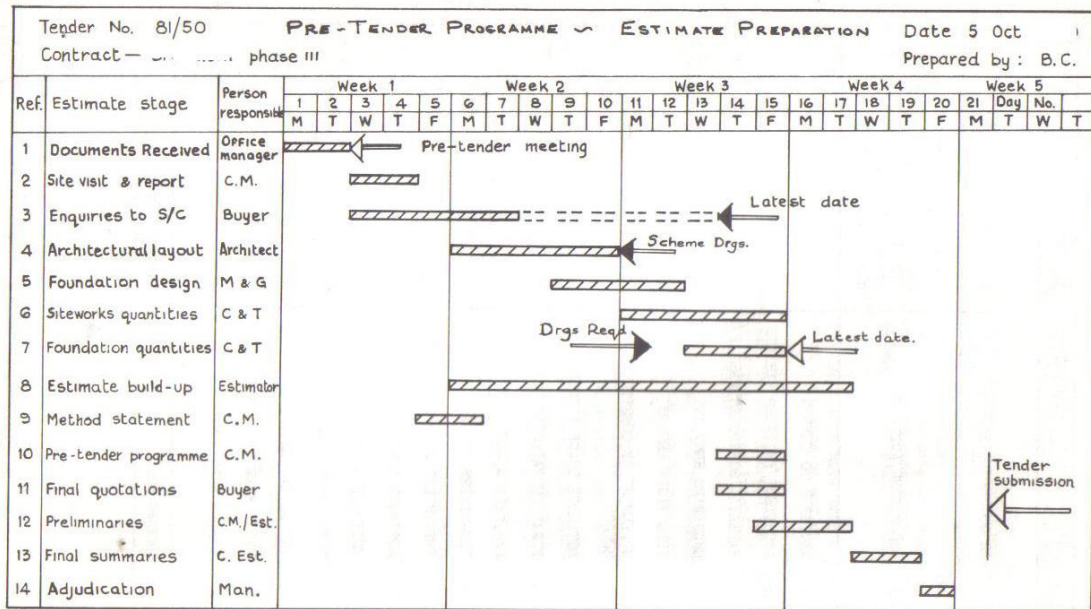 Tender No. 81/50 PRE-TENDER PROGRAMME ~ ESTIMATE PREPARATION Date 5 Oct
Contract — phase III Prepared by : B.C.
Ref. Estimate stage Person responsible Week 1 Week 2 Week 3 Week 4 Week 5
1 2 3 4 5 6 7 8 9 10 11 12 13 14 15 16 17 18 19 20 21 Day No.
M T W T F M T W T F M T W T F M T W T F M T W T
1 Documents Received Office manager Pre-tender meeting
2 Site visit & report C.M.
3 Enquiries to S/C Buyer Latest date
4 Architectural layout Architect Scheme Drgs.
5 Foundation design M & G
6 Siteworks quantities C & T
Drgs Reqd
7 Foundation quantities C & T Latest date.
8 Estimate build-up Estimator
9 Method statement C.M.
10 Pre-tender programme C.M.
Tender
submission
11 Final quotations Buyer
12 Preliminaries C.M./Est.
13 Final summaries C. Est.
14 Adjudication Man.